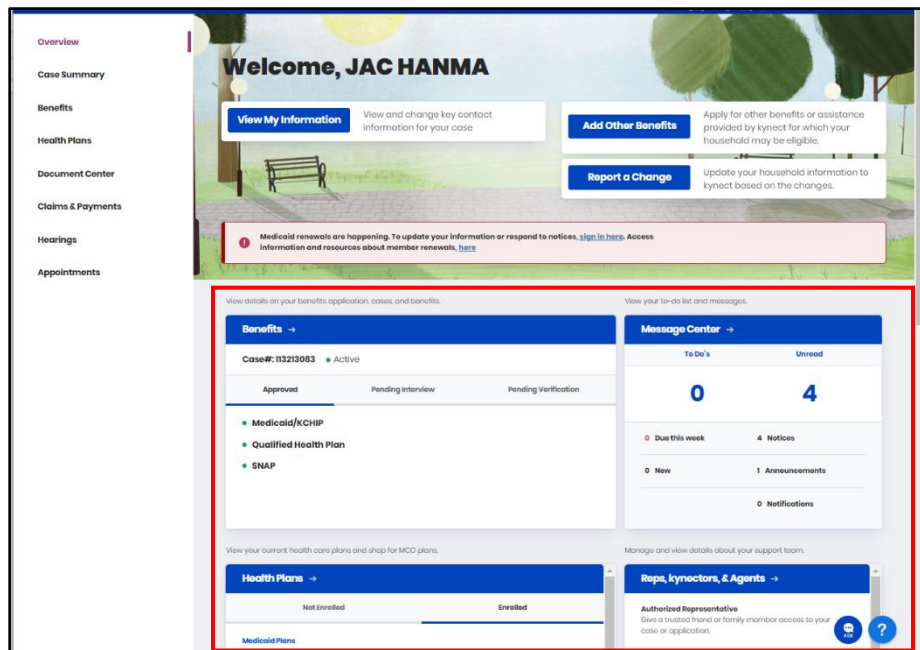 Overview
Case Summary
Benefits
Health Plans
Document Center
Claims & Payments
Hearings
Appointments
Welcome, JAC HANMA
View My Information
View and change key contact
information for your case
Add Other Benefits
Apply for other benefits or assistance
provided by kynect for which your
household may be eligible.
Report a Change
Update your household information to
kynect based on the changes.
Medicaid renewals are happening. To update your information or respond to notices, sign in here. Access
information and resources about member renewals, here
View details on your benefits application, cases, and benefits.
Benefits →
Case#: 113213083 Active
Approved Pending Interview Pending Verification
Medicaid/KCHIP
Qualified Health Plan
SNAP
View your to-do list and messages.
Message Center →
To Do's Unread
0 4
0 Due this week 4 Notices
0 New 1 Announcements
0 Notifications
View your current health care plans and shop for MCO plans.
Health Plans →
Not Enrolled Enrolled
Medicaid Plans
Manage and view details about your support team.
Reps, kynectors, & Agents →
Authorized Representative
Give a trusted friend or family member access to your
case or application.
ASK
?